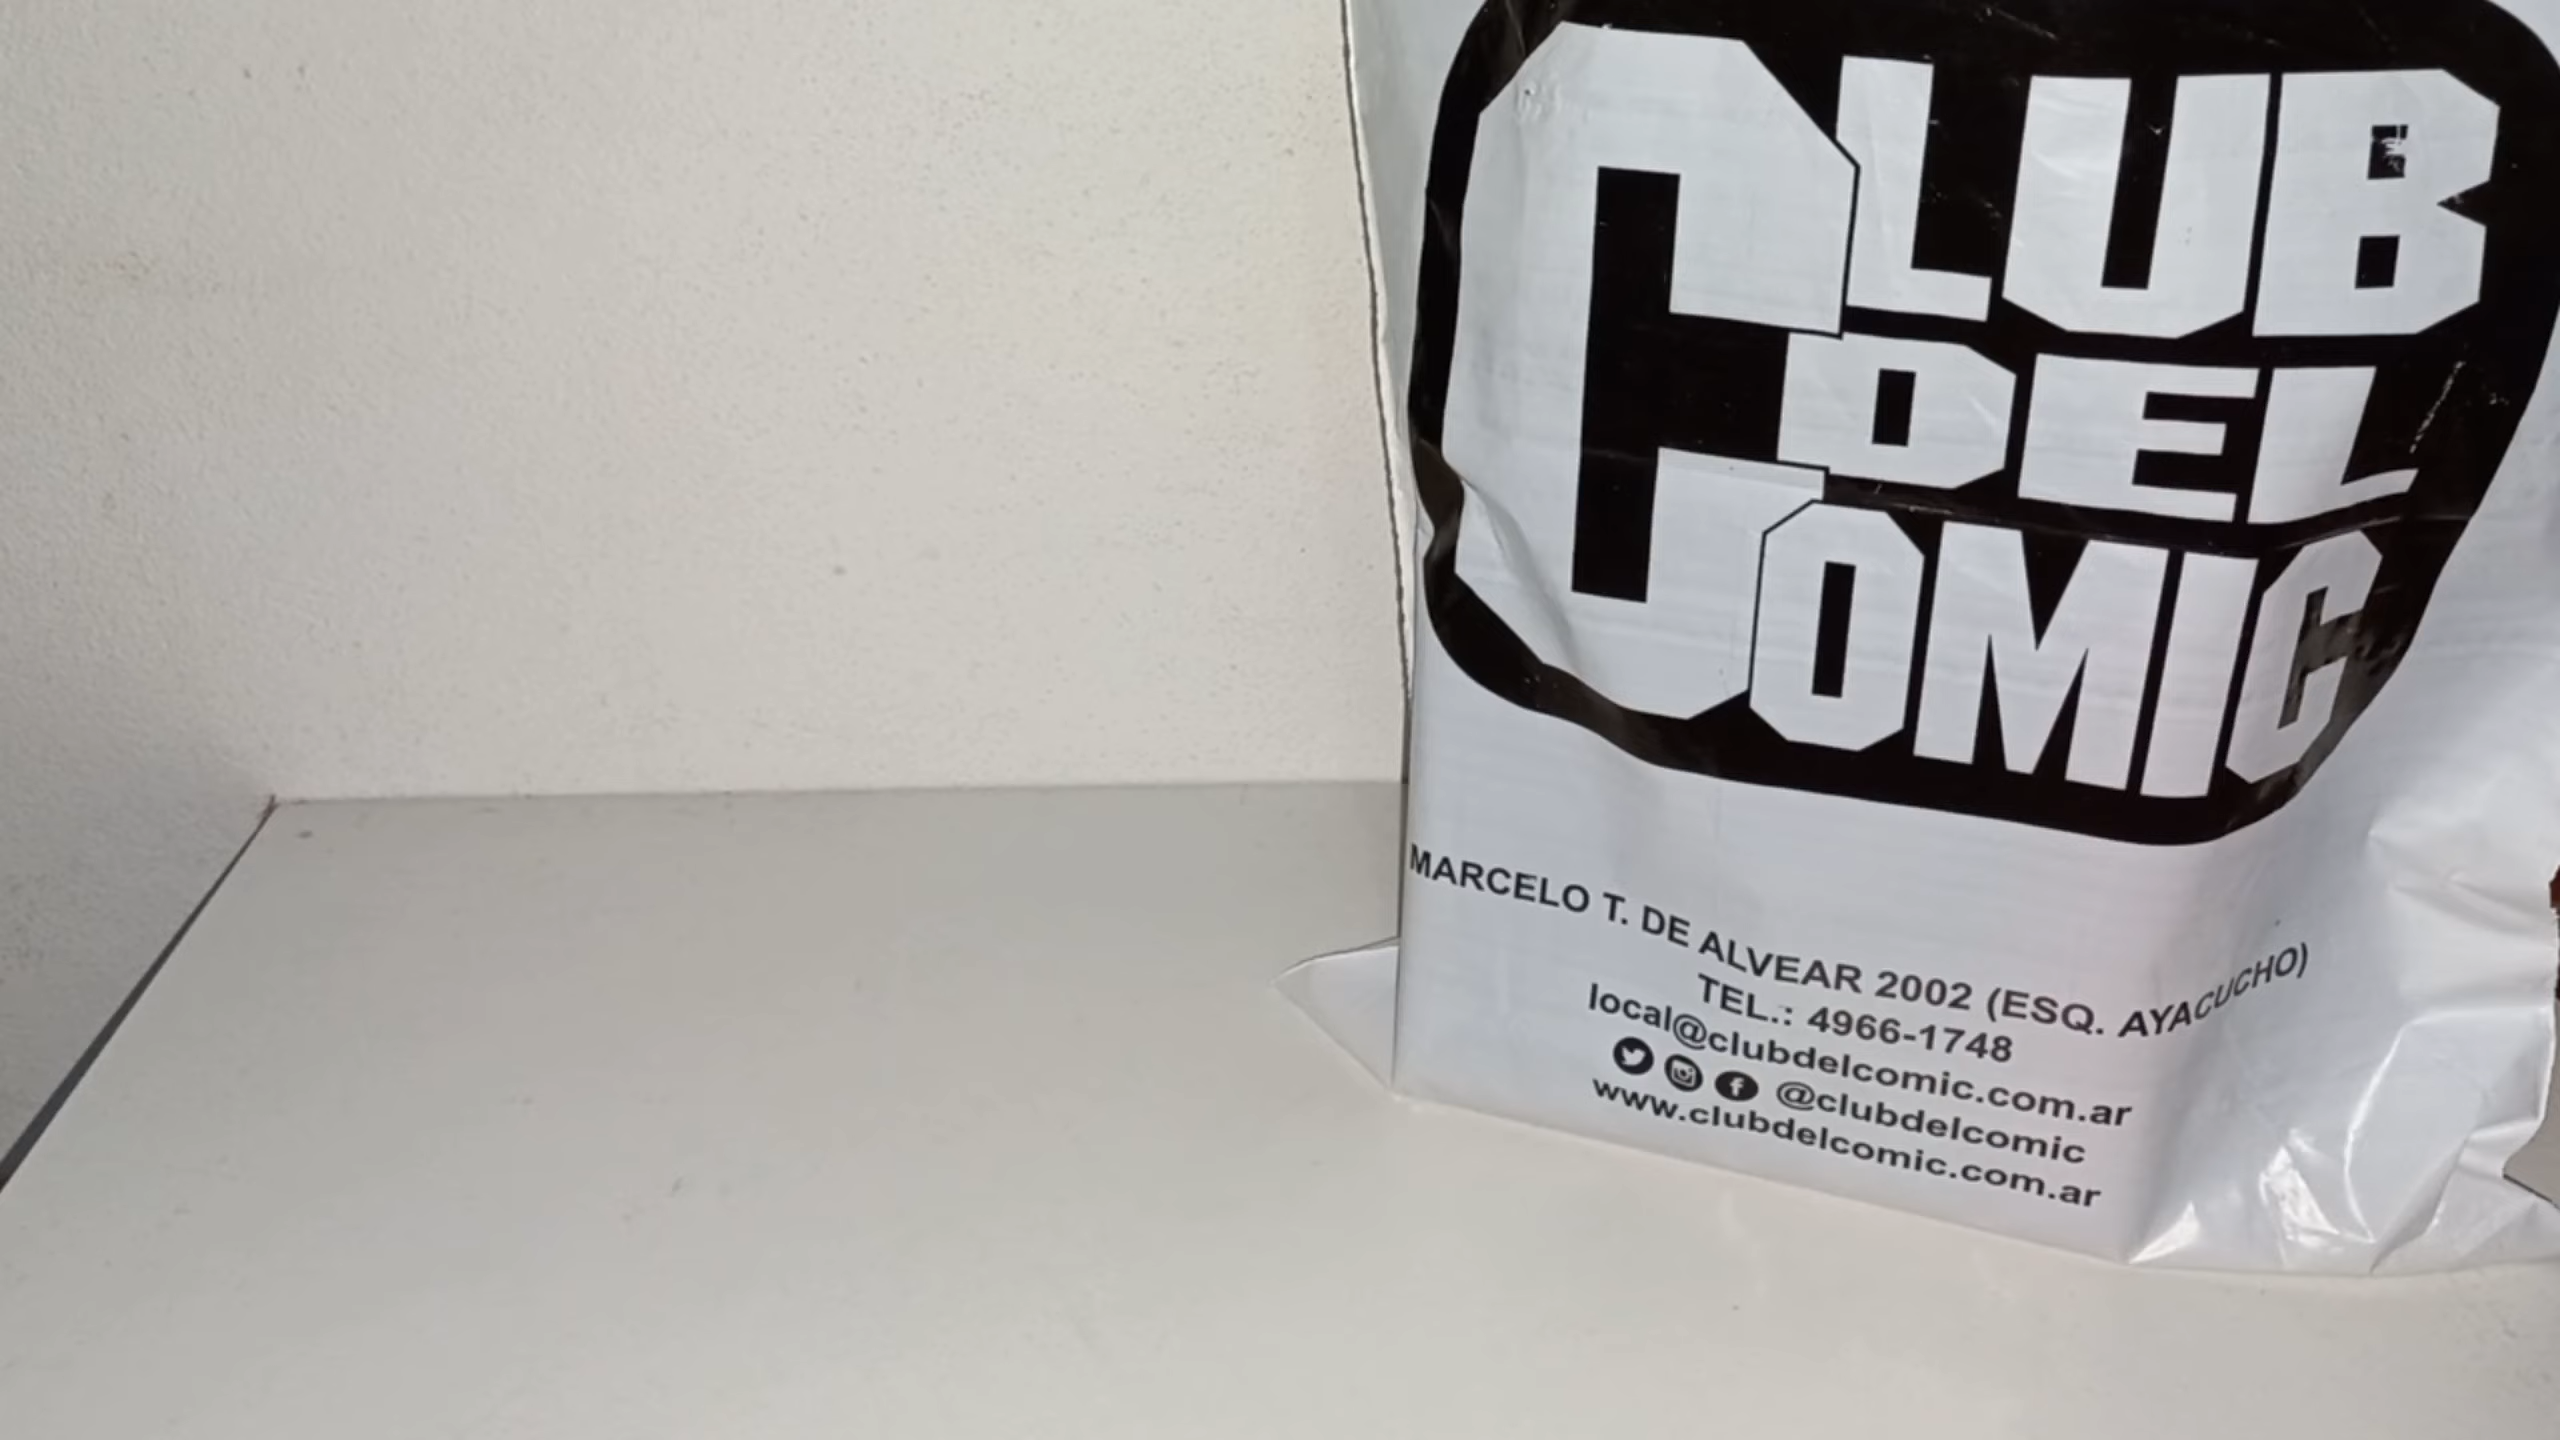 CLUB
DEL
COMIC
MARCELO T. DE ALVEAR 2002 (ESQ. AYACUCHO)
TEL.: 4966-1748
local@clubdelcomic.com.ar
@clubdelcomic
www.clubdelcomic.com.ar